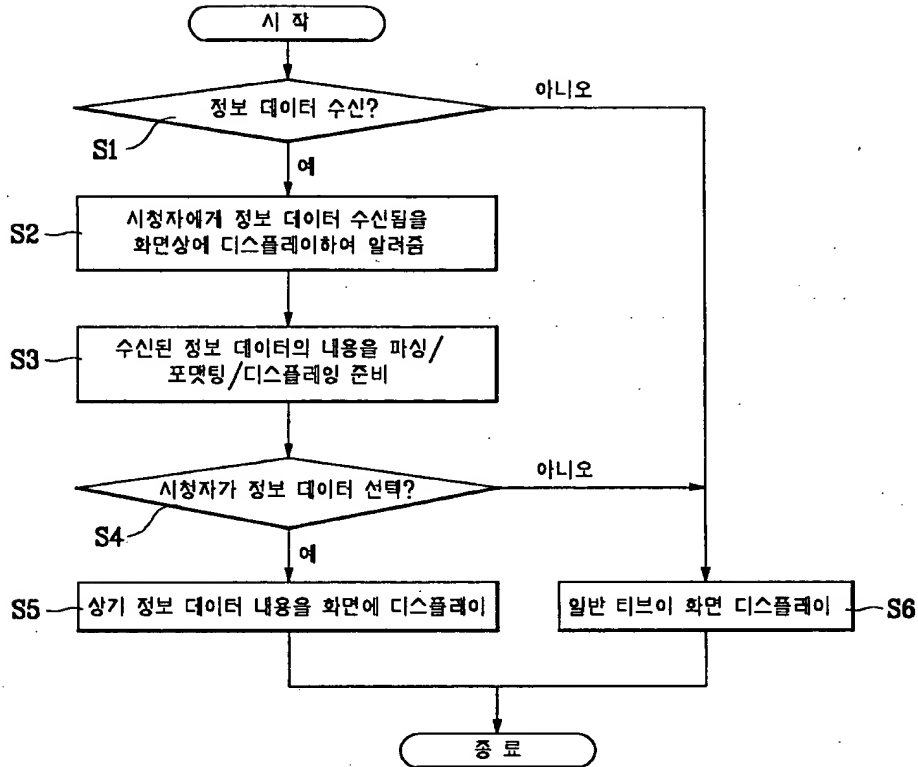 시 작
정보 데이터 수신?
아니오
S1
예
S2
시청자에게 정보 데이터 수신됨을
화면상에 디스플레이하여 알려줌
S3
수신된 정보 데이터의 내용을 파싱/
포맷팅/디스플레잉 준비
시청자가 정보 데이터 선택?
아니오
S4
예
S5
상기 정보 데이터 내용을 화면에 디스플레이
일반 티브이 화면 디스플레이
S6
종 료